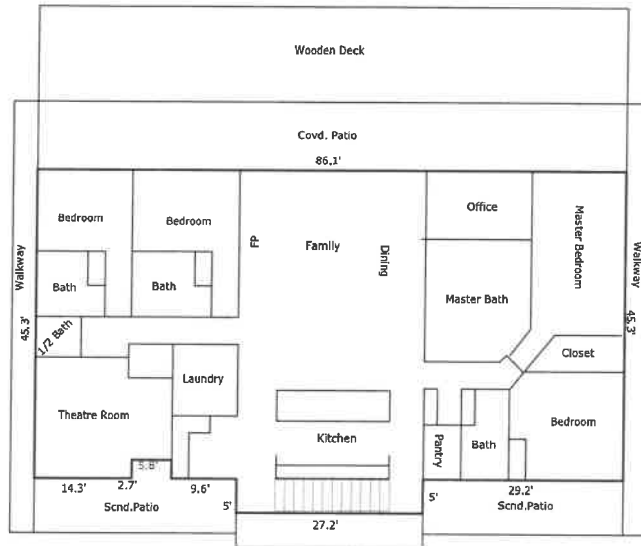 Wooden Deck
Covd. Patio
86.1'
Bedroom
Bedroom
FP
Family
Dining
Office
Master Bedroom
Walkway
45.3'
Bath
Bath
Master Bath
Walkway
45.3'
1/2 Bath
Laundry
Closet
Theatre Room
Kitchen
Pantry
Bath
Bedroom
5.8'
14.3'
2.7'
9.6'
5'
27.2'
5'
29.2'
Scnd.Patio
Scnd.Patio